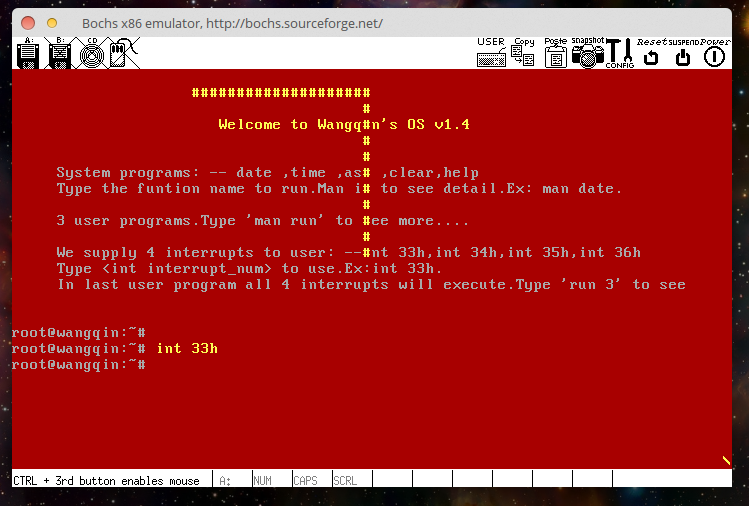 Bochs x86 emulator, http://bochs.sourceforge.net/
A: B: CD USER Copy Paste snapshot CONFIG Reset SUSPEND Power
####################
#
Welcome to Wangq#n's OS v1.4
#
#
System programs: -- date ,time ,as# ,clear,help
Type the funtion name to run.Man i# to see detail.Ex: man date.
#
3 user programs.Type 'man run' to #ee more....
#
We supply 4 interrupts to user: --#nt 33h,int 34h,int 35h,int 36h
Type <int interrupt_num> to use.Ex:int 33h.
In last user program all 4 interrupts will execute.Type 'run 3' to see
root@wangqin:~#
root@wangqin:~# int 33h
root@wangqin:~#
\
CTRL + 3rd button enables mouse A: NUM CAPS SCRL